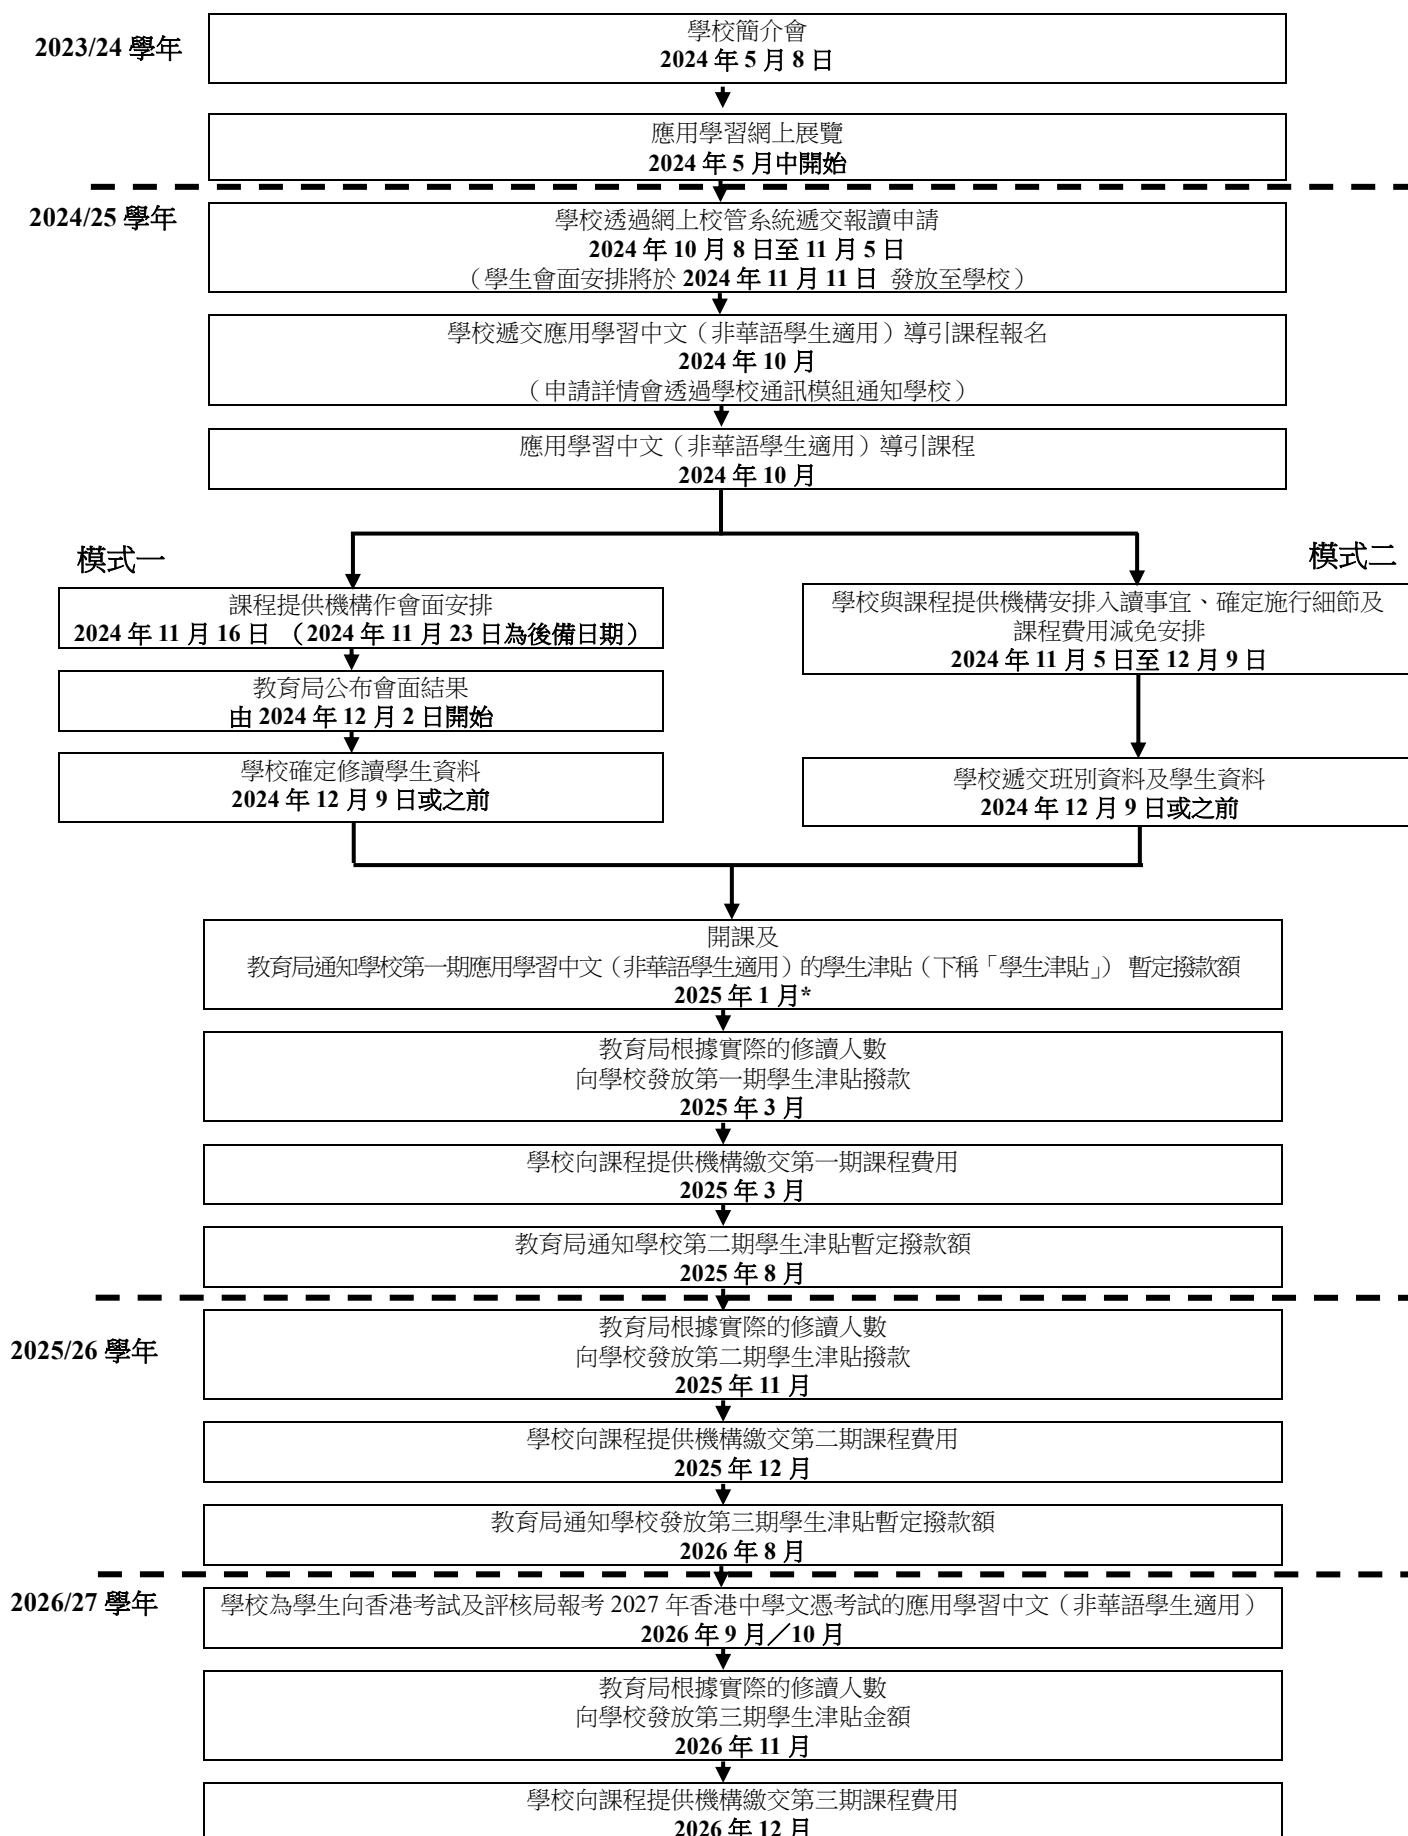 2023/24 學年
學校簡介會
2024 年 5 月 8 日
應用學習網上展覽
2024 年 5 月中開始
2024/25 學年
學校透過網上校管系統遞交報讀申請
2024 年 10 月 8 日至 11 月 5 日
（學生會面安排將於 2024 年 11 月 11 日 發放至學校）
學校遞交應用學習中文（非華語學生適用）導引課程報名
2024 年 10 月
（申請詳情會透過學校通訊模組通知學校）
應用學習中文（非華語學生適用）導引課程
2024 年 10 月
模式一
課程提供機構作會面安排
2024 年 11 月 16 日 （2024 年 11 月 23 日為後備日期）
教育局公布會面結果
由 2024 年 12 月 2 日開始
學校確定修讀學生資料
2024 年 12 月 9 日或之前
模式二
學校與課程提供機構安排入讀事宜、確定施行細節及
課程費用減免安排
2024 年 11 月 5 日至 12 月 9 日
學校遞交班別資料及學生資料
2024 年 12 月 9 日或之前
開課及
教育局通知學校第一期應用學習中文（非華語學生適用）的學生津貼（下稱「學生津貼」） 暫定撥款額
2025 年 1 月*
教育局根據實際的修讀人數
向學校發放第一期學生津貼撥款
2025 年 3 月
學校向課程提供機構繳交第一期課程費用
2025 年 3 月
教育局通知學校第二期學生津貼暫定撥款額
2025 年 8 月
2025/26 學年
教育局根據實際的修讀人數
向學校發放第二期學生津貼撥款
2025 年 11 月
學校向課程提供機構繳交第二期課程費用
2025 年 12 月
教育局通知學校發放第三期學生津貼暫定撥款額
2026 年 8 月
2026/27 學年
學校為學生向香港考試及評核局報考 2027 年香港中學文憑考試的應用學習中文（非華語學生適用）
2026 年 9 月／10 月
教育局根據實際的修讀人數
向學校發放第三期學生津貼金額
2026 年 11 月
學校向課程提供機構繳交第三期課程費用
2026 年 12 月